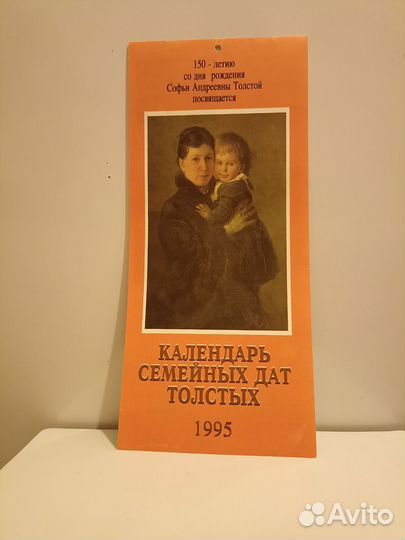 150 - летию
со дня рождения
Софьи Андреевны Толстой
посвящается
КАЛЕНДАРЬ
СЕМЕЙНЫХ ДАТ
ТОЛСТЫХ
1995
Avito